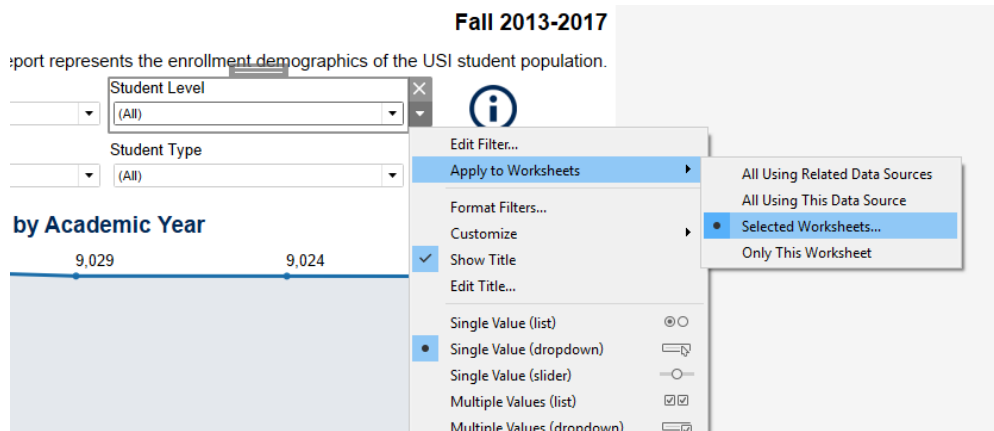 Fall 2013-2017
eport represents the enrollment demographics of the USI student population.
Student Level
(All)
Student Type
(All)
by Academic Year
9,029 9,024
Edit Filter...
Apply to Worksheets
Format Filters...
Customize
Show Title
Edit Title...
Single Value (list)
Single Value (dropdown)
Single Value (slider)
Multiple Values (list)
Multiple Values (dropdown)
All Using Related Data Sources
All Using This Data Source
Selected Worksheets...
Only This Worksheet